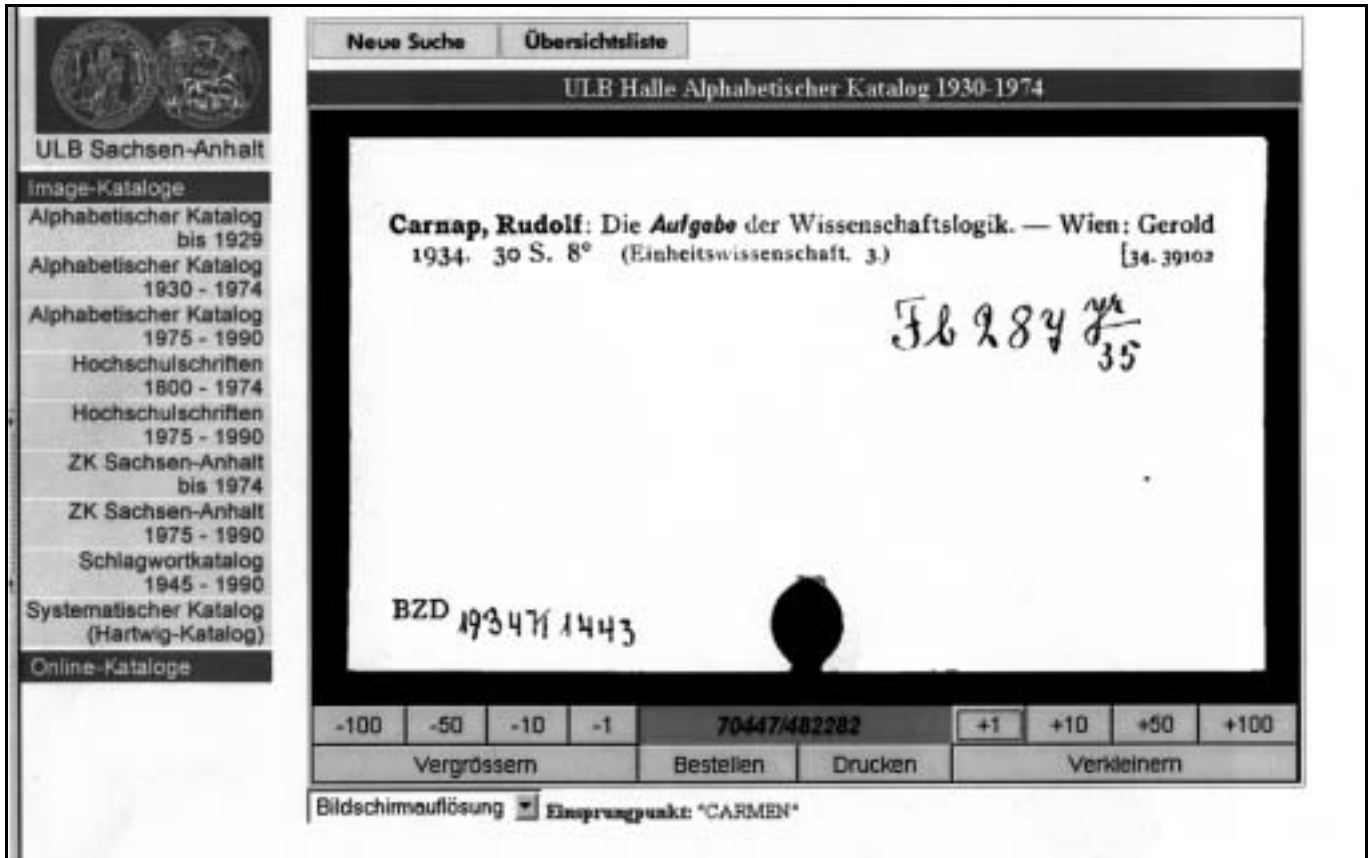 Neue Suche
Übersichtsliste
ULB Halle Alphabetischer Katalog 1930-1974
ULB Sachsen-Anhalt
Image-Kataloge
Alphabetischer Katalog
bis 1929
Alphabetischer Katalog
1930 - 1974
Alphabetischer Katalog
1975 - 1990
Hochschulschriften
1800 - 1974
Hochschulschriften
1975 - 1990
ZK Sachsen-Anhalt
bis 1974
ZK Sachsen-Anhalt
1975 - 1990
Schlagwortkatalog
1945 - 1990
Systematischer Katalog
(Hartwig-Katalog)
Online-Kataloge
Carnap, Rudolf: Die Aufgabe der Wissenschaftslogik. — Wien: Gerold
1934. 30 S. 8° (Einheitswissenschaft. 3.) [34. 39102
Fb 28
35
BZD 1443
-100 -50 -10 -1 70447/482282 +1 +10 +50 +100
Vergrössern Bestellen Drucken Verkleinern
Bildschirmauflösung Einsprungpunkt: "CARMEN"